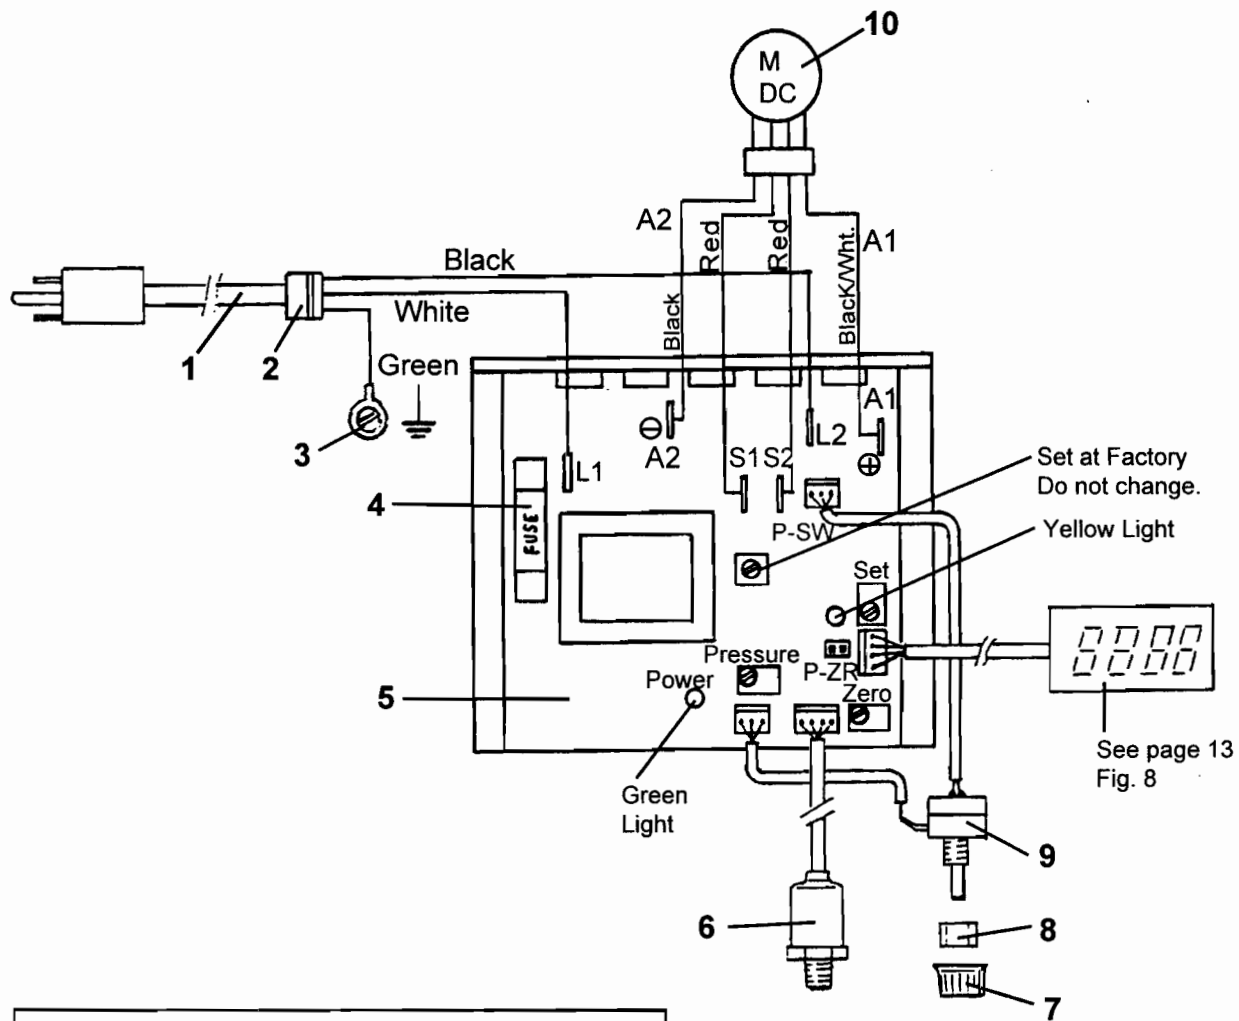 10
M
DC
A2
Red
Red
A1
Black
BlacK/Wht.
Black
White
1
2
Green
3
A1
L2
A2
S1 S2
L1
Set at Factory
Do not change.
4
FUSE
P-SW
Yellow Light
Set
8888
Pressure
P-ZR
Power
Zero
5
See page 13
Fig. 8
Green
Light
9
6
8
7